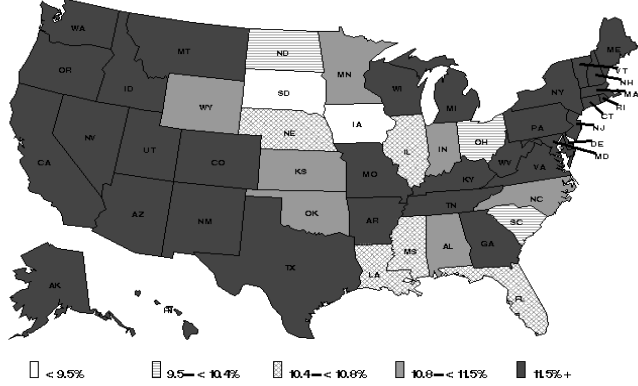 WA
ME
MT
ND
VT
OR
MN
NH
ID
WI
NY
MA
SD
WY
MI
RI
CT
IA
PA
NJ
NE
OH
NV
IL
IN
DE
UT
WV
MD
CA
CO
VA
KS
MO
KY
NC
TN
AZ
OK
NM
AR
SC
MS
AL
GA
TX
LA
AK
FL
HI
< 9.5% 9.5—< 10.4% 10.4—< 10.8% 10.8—< 11.5% 11.5% +